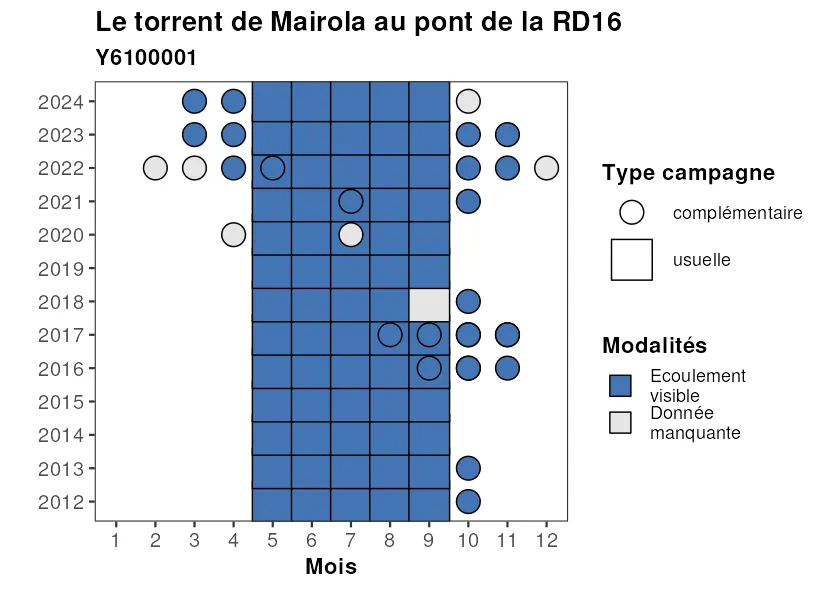 Le torrent de Mairola au pont de la RD16
Y6100001
2024
2023
2022
2021
2020
2019
2018
2017
2016
2015
2014
2013
2012
1 2 3 4 5 6 7 8 9 10 11 12
Mois
Type campagne
complémentaire
usuelle
Modalités
Ecoulement
visible
Donnée
manquante